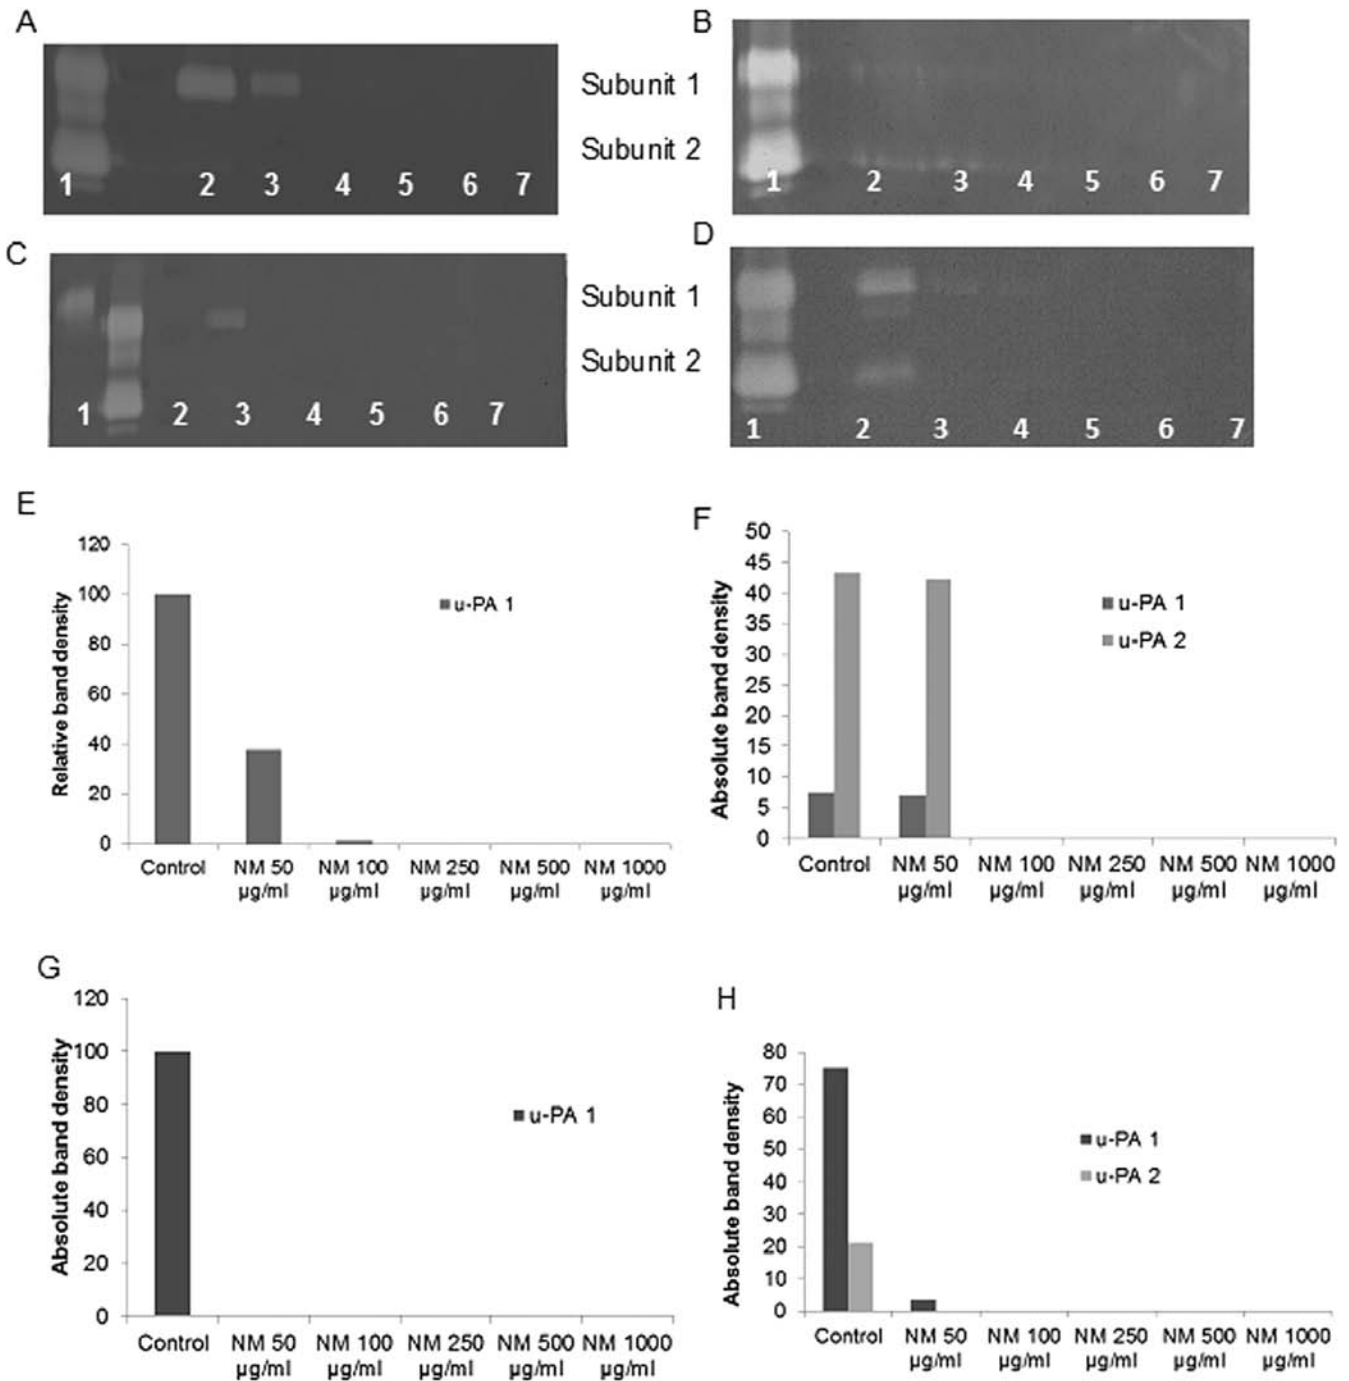 A
Subunit 1
Subunit 2
1 2 3 4 5 6 7
B
1 2 3 4 5 6 7
C
Subunit 1
Subunit 2
1 2 3 4 5 6 7
D
1 2 3 4 5 6 7
E
Relative band density
120
100
80
60
40
20
0
u-PA 1
Control NM 50 NM 100 NM 250 NM 500 NM 1000
µg/ml µg/ml µg/ml µg/ml µg/ml
F
Absolute band density
50
45
40
35
30
25
20
15
10
5
0
u-PA 1
u-PA 2
Control NM 50 NM 100 NM 250 NM 500 NM 1000
µg/ml µg/ml µg/ml µg/ml µg/ml
G
Absolute band density
120
100
80
60
40
20
0
u-PA 1
Control NM 50 NM 100 NM 250 NM 500 NM 1000
µg/ml µg/ml µg/ml µg/ml µg/ml
H
Absolute band density
80
70
60
50
40
30
20
10
0
u-PA 1
u-PA 2
Control NM 50 NM 100 NM 250 NM 500 NM 1000
µg/ml µg/ml µg/ml µg/ml µg/ml